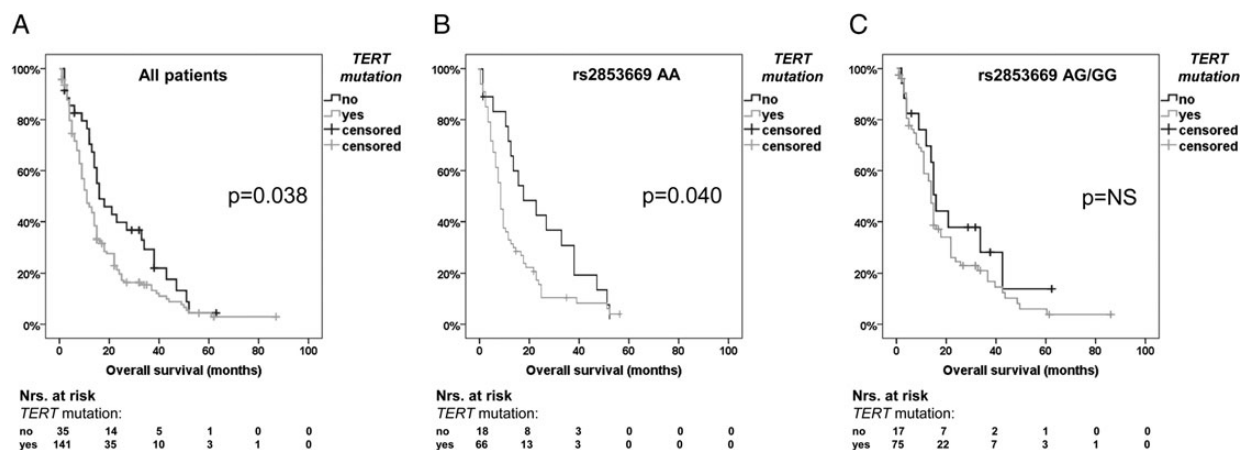 A
TERT
mutation
All patients
no
yes
censored
censored
p=0.038
100%
80%
60%
40%
20%
0%
0 20 40 60 80 100
Overall survival (months)
Nrs. at risk
TERT mutation:
no 35 14 5 1 0 0
yes 141 35 10 3 1 0
B
TERT
mutation
rs2853669 AA
no
yes
censored
censored
p=0.040
100%
80%
60%
40%
20%
0%
0 20 40 60 80 100
Overall survival (months)
Nrs. at risk
TERT mutation:
no 18 8 3 0 0 0
yes 66 13 3 0 0 0
C
TERT
mutation
rs2853669 AG/GG
no
yes
censored
censored
p=NS
100%
80%
60%
40%
20%
0%
0 20 40 60 80 100
Overall survival (months)
Nrs. at risk
TERT mutation:
no 17 7 2 1 0 0
yes 75 22 7 3 1 0